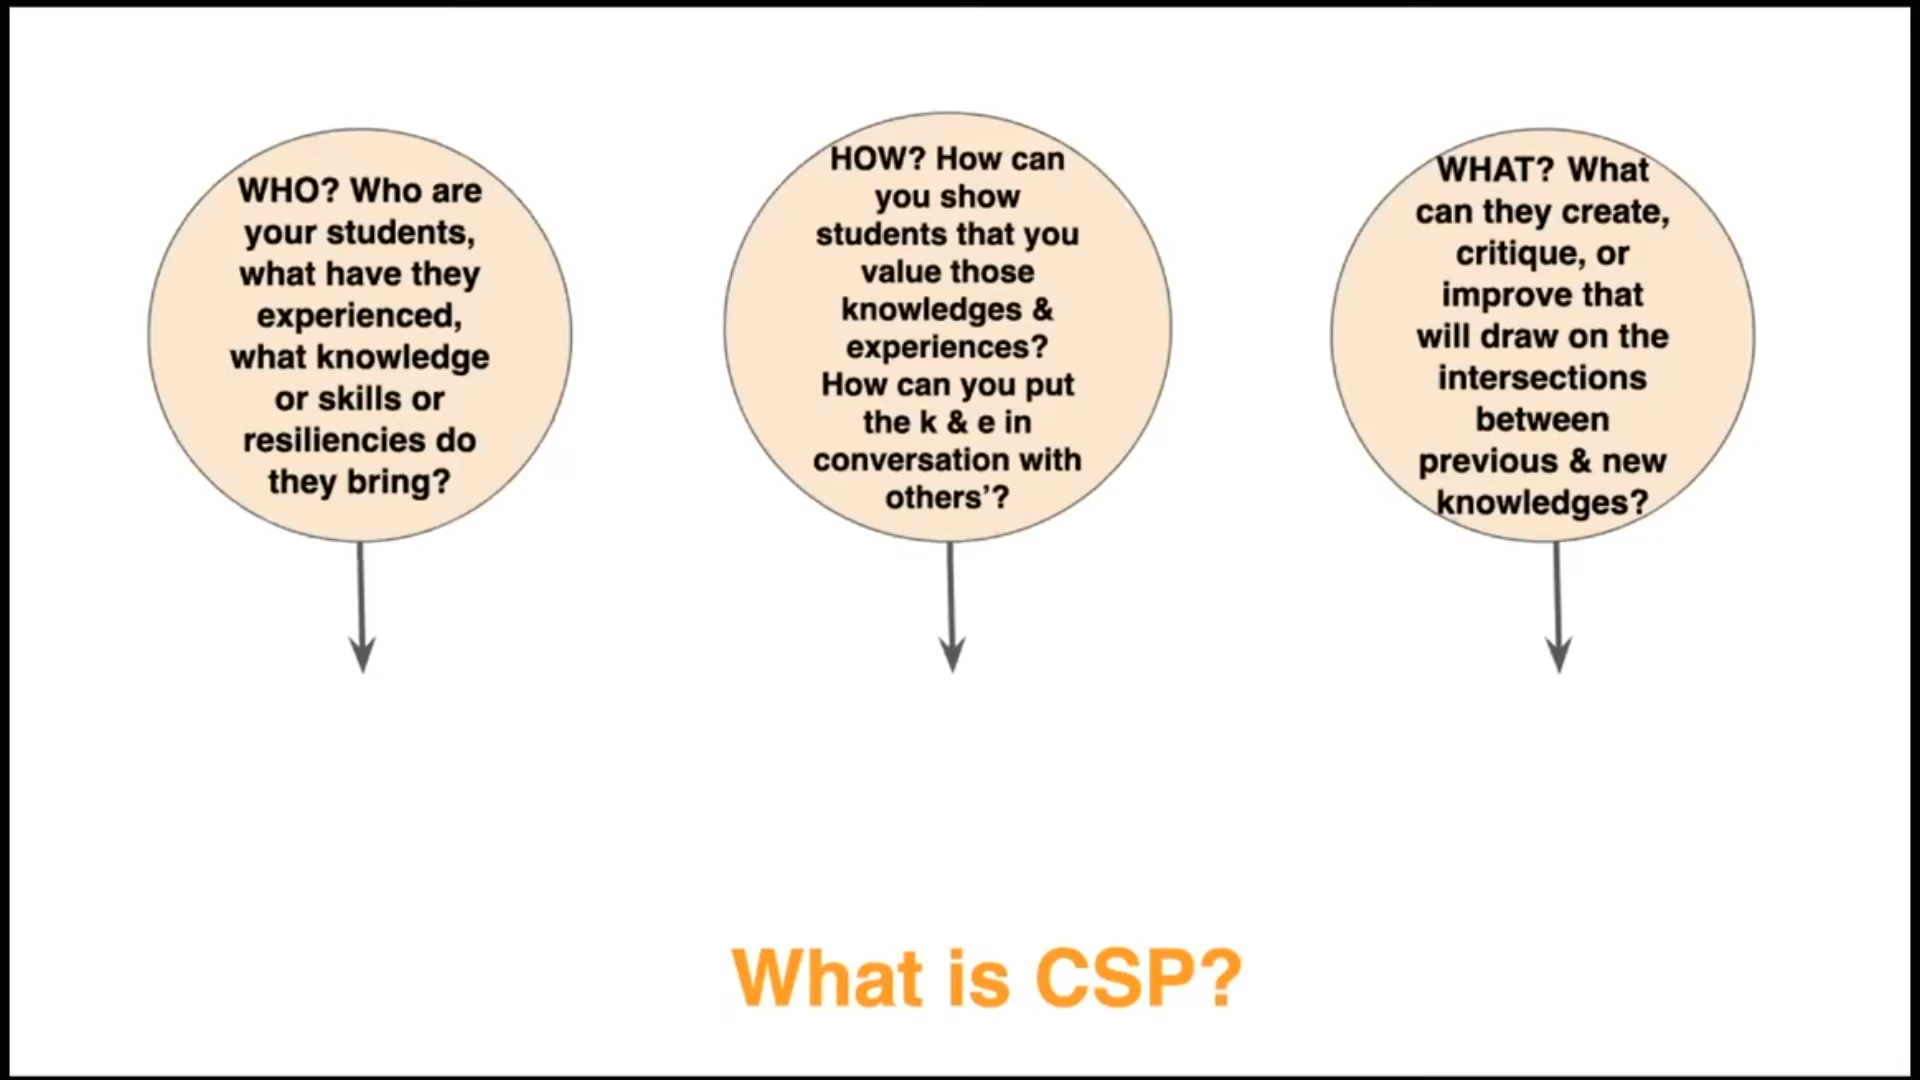 WHO? Who are
your students,
what have they
experienced,
what knowledge
or skills or
resiliencies do
they bring?
HOW? How can
you show
students that you
value those
knowledges &
experiences?
How can you put
the k & e in
conversation with
others’?
WHAT? What
can they create,
critique, or
improve that
will draw on the
intersections
between
previous & new
knowledges?
What is CSP?